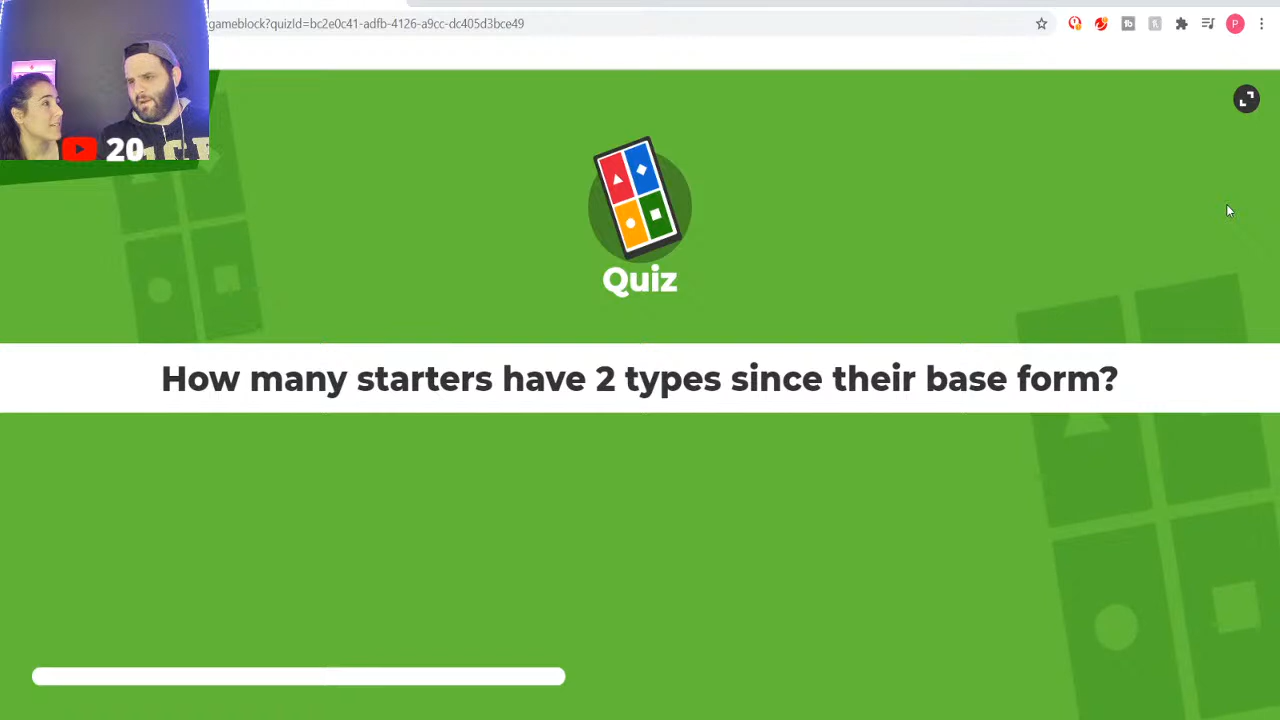 gameblock?quizId=bc2e0c41-adfb-4126-a9cc-dc405d3bce49
20
Quiz
How many starters have 2 types since their base form?